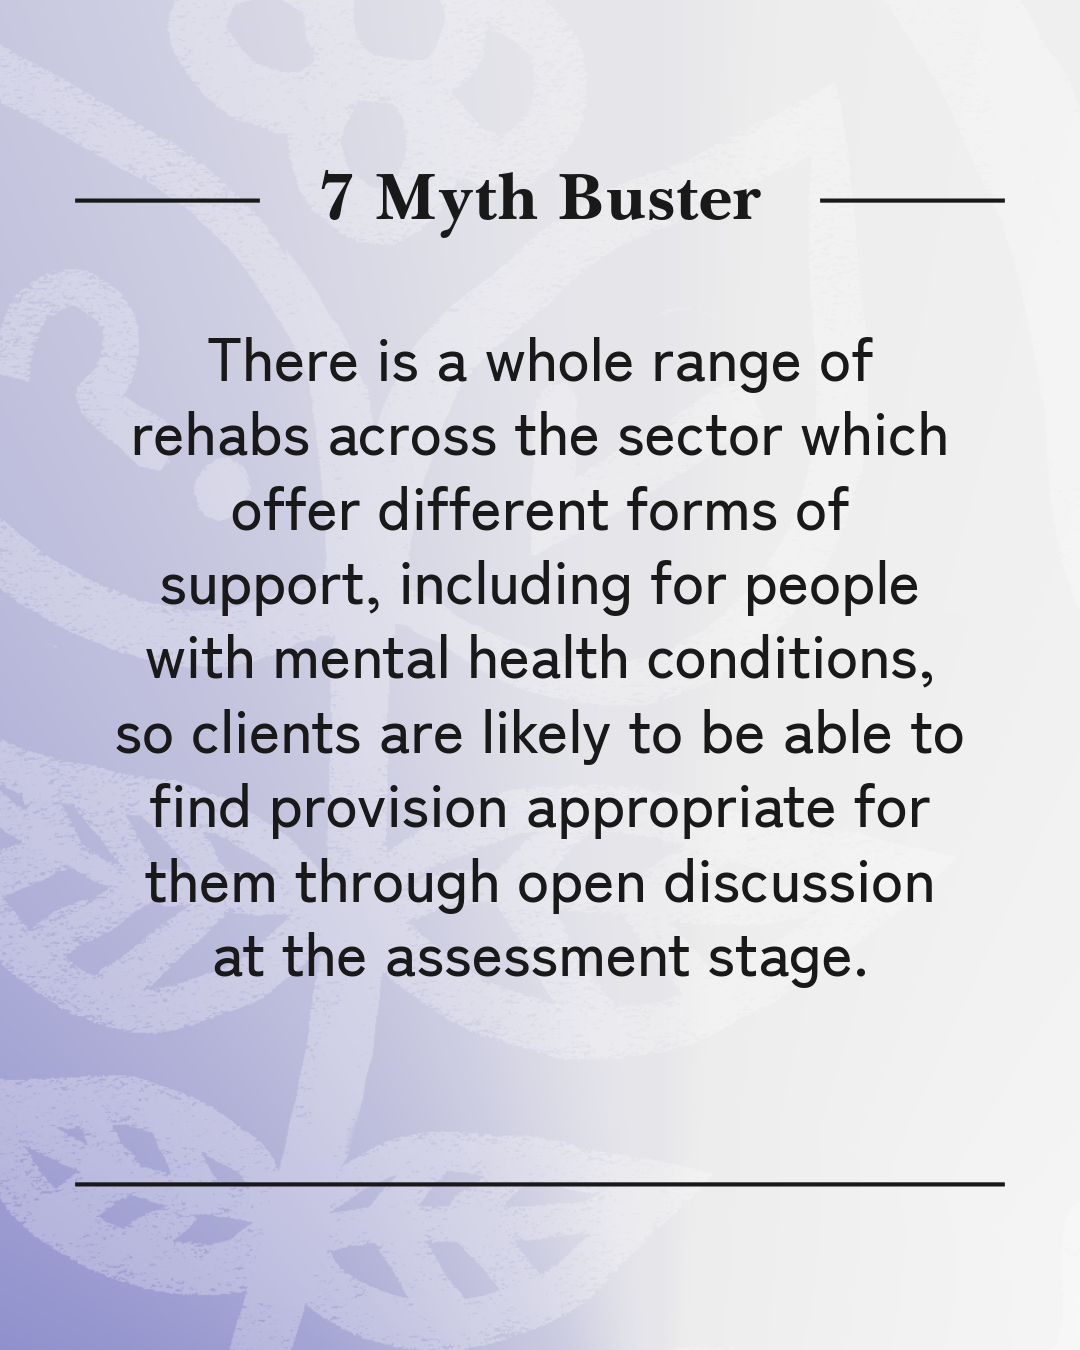 7 Myth Buster
There is a whole range of
rehabs across the sector which
offer different forms of
support, including for people
with mental health conditions,
so clients are likely to be able to
find provision appropriate for
them through open discussion
at the assessment stage.